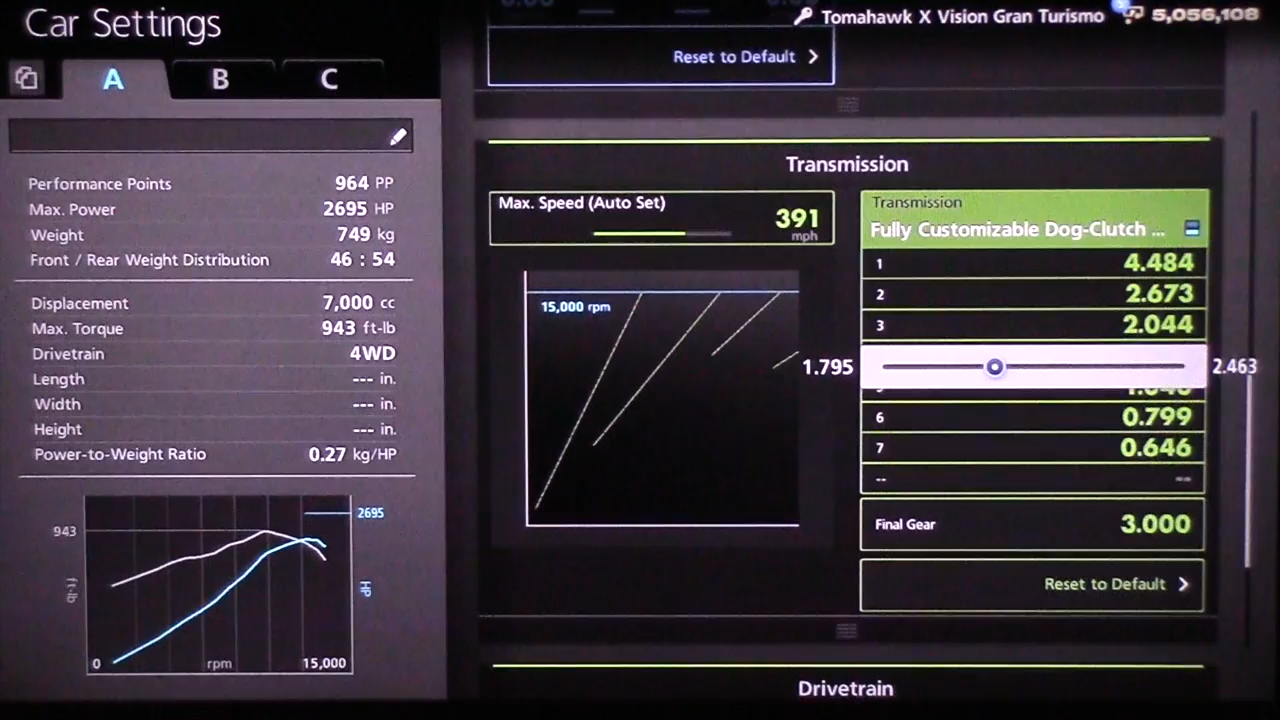 Car Settings
Tomahawk X Vision Gran Turismo
5,056,108
A
B
C
Reset to Default
Performance Points 964 PP
Max. Power 2695 HP
Weight 749 kg
Front / Rear Weight Distribution 46 : 54
Displacement 7,000 cc
Max. Torque 943 ft-lb
Drivetrain 4WD
Length --- in.
Width --- in.
Height --- in.
Power-to-Weight Ratio 0.27 kg/HP
2695
943
ft-lb
HP
0 rpm 15,000
Transmission
Max. Speed (Auto Set) 391 mph
15,000 rpm
Transmission
Fully Customizable Dog-Clutch ...
1 4.484
2 2.673
3 2.044
1.795 2.463
6 0.799
7 0.646
-- --
Final Gear 3.000
Reset to Default
Drivetrain